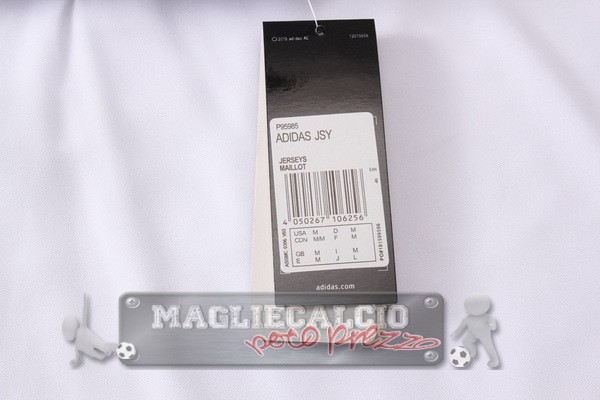 P95985
ADIDAS JSY
JERSEYS
MAILLOT
4 050267 106256
USA M D M
CDN M/M F M
GB M I M
E M J L
adidas.com
MAGLIECALCIO
poco prezzo